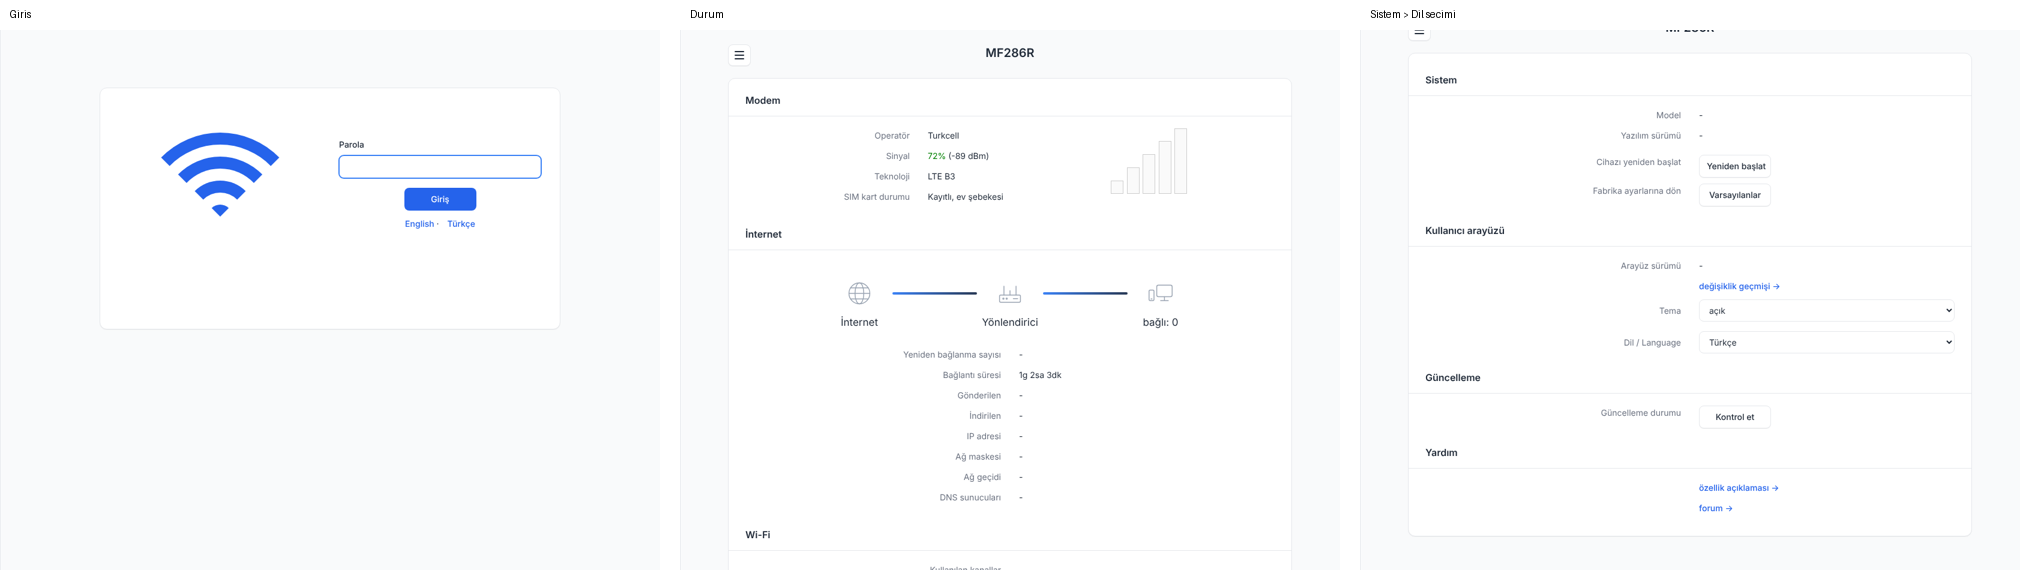 Giris
Parola
Giriş
English · Türkçe
Durum
MF286R
Modem
Operatör Turkcell
Sinyal 72% (-89 dBm)
Teknoloji LTE B3
SIM kart durumu Kayıtlı, ev şebekesi
İnternet
İnternet Yönlendirici bağlı: 0
Yeniden bağlanma sayısı -
Bağlantı süresi 1g 2sa 3dk
Gönderilen -
İndirilen -
IP adresi -
Ağ maskesi -
Ağ geçidi -
DNS sunucuları -
Wi-Fi
Kullanılan kanallar
Sistem > Dil secimi
MF286R
Sistem
Model -
Yazılım sürümü -
Cihazı yeniden başlat Yeniden başlat
Fabrika ayarlarına dön Varsayılanlar
Kullanıcı arayüzü
Arayüz sürümü -
değişiklik geçmişi →
Tema açık
Dil / Language Türkçe
Güncelleme
Güncelleme durumu Kontrol et
Yardım
özellik açıklaması →
forum →